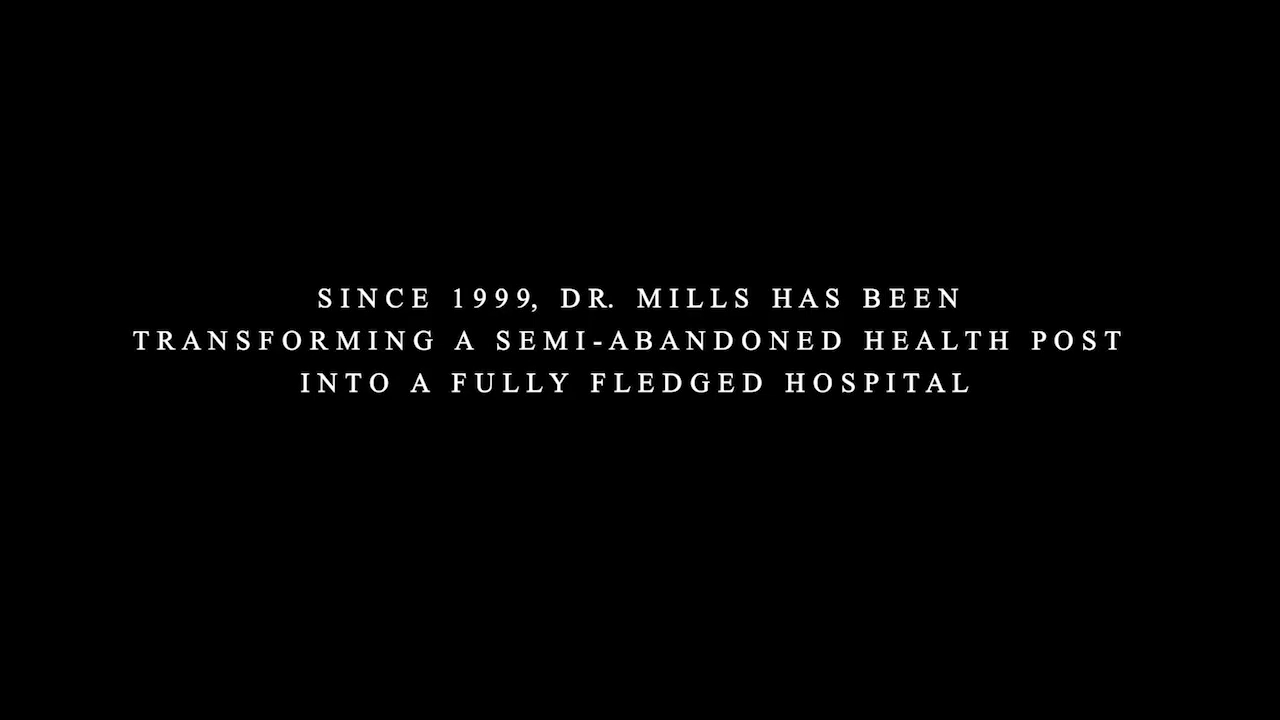 SINCE 1999, DR. MILLS HAS BEEN
TRANSFORMING A SEMI-ABANDONED HEALTH POST
INTO A FULLY FLEDGED HOSPITAL